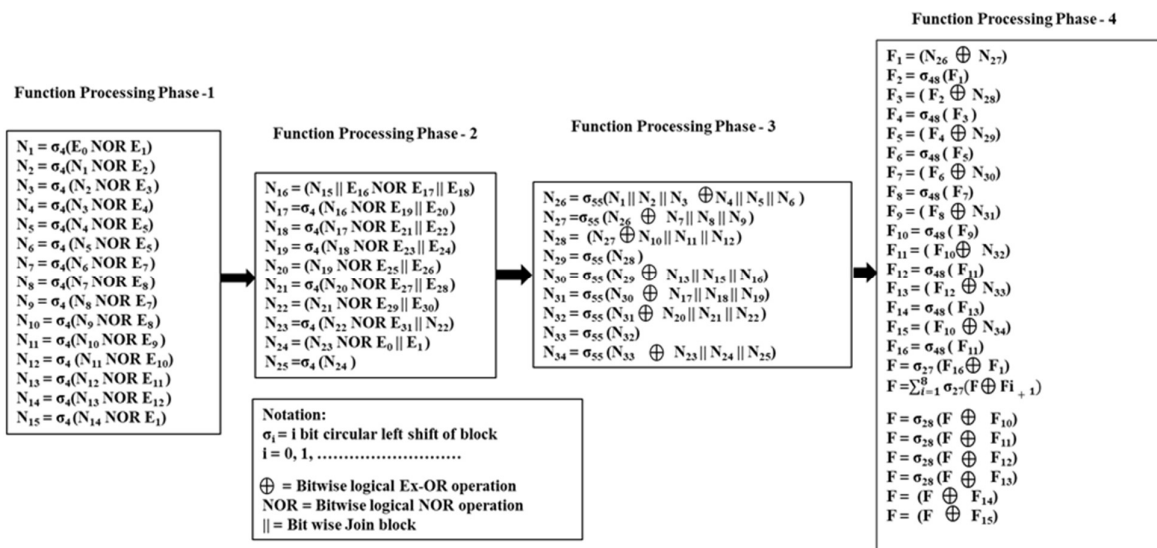 Function Processing Phase -1
N₁ = σ₄(E₀ NOR E₁)
N₂ = σ₄(N₁ NOR E₂)
N₃ = σ₄ (N₂ NOR E₃)
N₄ = σ₄(N₃ NOR E₄)
N₅ = σ₄(N₄ NOR E₅)
N₆ = σ₄(N₅ NOR E₅)
N₇ = σ₄(N₆ NOR E₇)
N₈ = σ₄(N₇ NOR E₈)
N₉ = σ₄ (N₈ NOR E₇)
N₁₀ = σ₄(N₉ NOR E₈)
N₁₁ = σ₄(N₁₀ NOR E₉)
N₁₂ = σ₄ (N₁₁ NOR E₁₀)
N₁₃ = σ₄(N₁₂ NOR E₁₁)
N₁₄ = σ₄(N₁₃ NOR E₁₂)
N₁₅ = σ₄(N₁₄ NOR E₁)
Function Processing Phase - 2
N₁₆ = (N₁₅ || E₁₆ NOR E₁₇ || E₁₈)
N₁₇ =σ₄ (N₁₆ NOR E₁₉ || E₂₀)
N₁₈ = σ₄(N₁₇ NOR E₂₁ || E₂₂)
N₁₉ = σ₄(N₁₈ NOR E₂₃ || E₂₄)
N₂₀ = (N₁₉ NOR E₂₅ || E₂₆)
N₂₁ = σ₄(N₂₀ NOR E₂₇ || E₂₈)
N₂₂ = (N₂₁ NOR E₂₉ || E₃₀)
N₂₃ =σ₄ (N₂₂ NOR E₃₁ || N₂₂)
N₂₄ = (N₂₃ NOR E₀ || E₁)
N₂₅ =σ₄ (N₂₄)
Notation:
σᵢ = i bit circular left shift of block
i = 0, 1, ............................
⊕ = Bitwise logical Ex-OR operation
NOR = Bitwise logical NOR operation
|| = Bit wise Join block
Function Processing Phase - 3
N₂₆ = σ₅₅(N₁ || N₂ || N₃ ⊕ N₄ || N₅ || N₆ )
N₂₇ =σ₅₅ (N₂₆ ⊕ N₇ || N₈ || N₉)
N₂₈ = (N₂₇ ⊕ N₁₀ || N₁₁ || N₁₂)
N₂₉ = σ₅₅ (N₂₈)
N₃₀ = σ₅₅ (N₂₉ ⊕ N₁₃ || N₁₅ || N₁₆)
N₃₁ = σ₅₅ (N₃₀ ⊕ N₁₇ || N₁₈ || N₁₉)
N₃₂ = σ₅₅ (N₃₁ ⊕ N₂₀ || N₂₁ || N₂₂)
N₃₃ = σ₅₅ (N₃₂)
N₃₄ = σ₅₅ (N₃₃ ⊕ N₂₃ || N₂₄ || N₂₅)
Function Processing Phase - 4
F₁ = (N₂₆ ⊕ N₂₇)
F₂ = σ₄₈(F₁)
F₃ = ( F₂ ⊕ N₂₈)
F₄ = σ₄₈( F₃)
F₅ = ( F₄ ⊕ N₂₉)
F₆ = σ₄₈( F₅)
F₇ = ( F₆ ⊕ N₃₀)
F₈ = σ₄₈( F₇)
F₉ = ( F₈ ⊕ N₃₁)
F₁₀ = σ₄₈( F₉)
F₁₁ = ( F₁₀ ⊕ N₃₂)
F₁₂ = σ₄₈( F₁₁)
F₁₃ = ( F₁₂ ⊕ N₃₃)
F₁₄ = σ₄₈( F₁₃)
F₁₅ = ( F₁₀ ⊕ N₃₄)
F₁₆ = σ₄₈( F₁₁)
F = σ₂₇(F₁₆ ⊕ F₁)
F =∑⁸ᵢ₌₁ σ₂₇(F ⊕ Fi ₊ ₁)
F = σ₂₈ (F ⊕ F₁₀)
F = σ₂₈ (F ⊕ F₁₁)
F = σ₂₈ (F ⊕ F₁₂)
F = σ₂₈ (F ⊕ F₁₃)
F = (F ⊕ F₁₄)
F = (F ⊕ F₁₅)